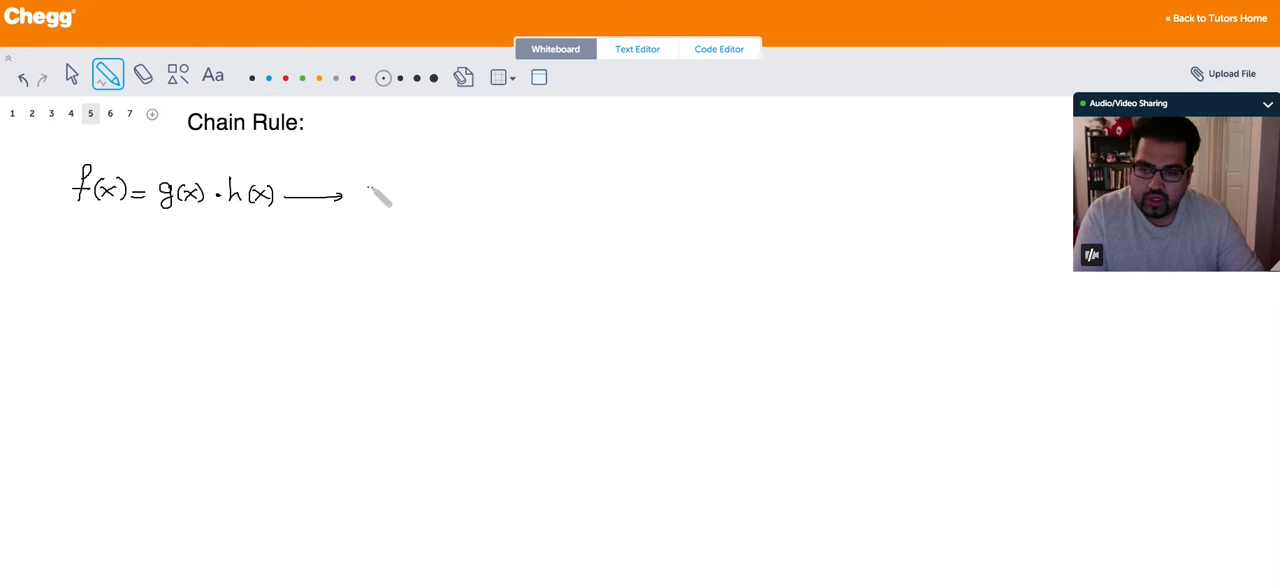 Chegg
« Back to Tutors Home
Whiteboard Text Editor Code Editor
Aa
Upload File
1 2 3 4 5 6 7
Audio/Video Sharing
Chain Rule:
f(x) = g(x) · h(x) ⟶